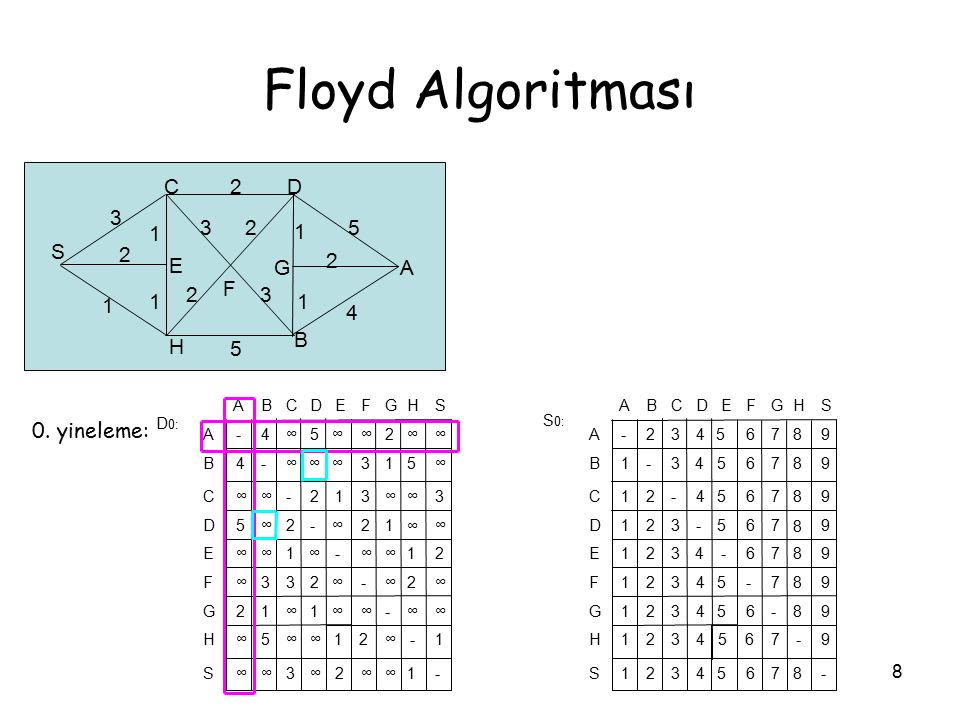 Floyd Algoritması
C 2 D
3
1 3 2 1 5
S 2 2
E G A
2 F 3
1 1 1 4
H 5 B
0. yineleme:
D0:
A B C D E F G H S
A - 4 ∞ 5 ∞ ∞ 2 ∞ ∞
B 4 - ∞ ∞ ∞ 3 1 5 ∞
C ∞ ∞ - 2 1 3 ∞ ∞ 3
D 5 ∞ 2 - ∞ 2 1 ∞ ∞
E ∞ ∞ 1 ∞ - ∞ ∞ 1 2
F ∞ 3 3 2 ∞ - ∞ 2 ∞
G 2 1 ∞ 1 ∞ ∞ - ∞ ∞
H ∞ 5 ∞ ∞ 1 2 ∞ - 1
S ∞ ∞ 3 ∞ 2 ∞ ∞ 1 -
S0:
A B C D E F G H S
A - 2 3 4 5 6 7 8 9
B 1 - 3 4 5 6 7 8 9
C 1 2 - 4 5 6 7 8 9
D 1 2 3 - 5 6 7 8 9
E 1 2 3 4 - 6 7 8 9
F 1 2 3 4 5 - 7 8 9
G 1 2 3 4 5 6 - 8 9
H 1 2 3 4 5 6 7 - 9
S 1 2 3 4 5 6 7 8 -
8